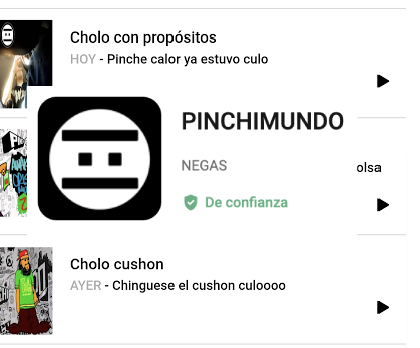 Cholo con propósitos
HOY - Pinche calor ya estuvo culo
PINCHIMUNDO
NEGAS
olsa
De confianza
Cholo cushon
AYER - Chinguese el cushon culoooo